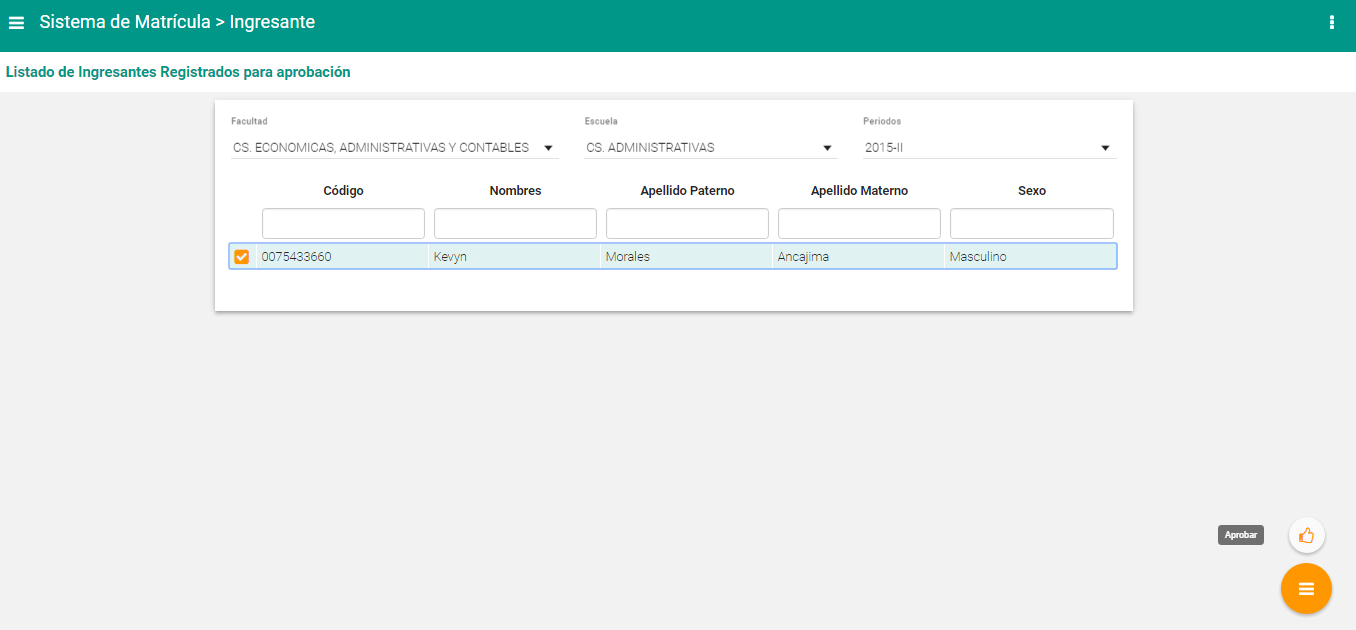 Sistema de Matrícula > Ingresante
Listado de Ingresantes Registrados para aprobación
Facultad Escuela Periodos
CS. ECONOMICAS, ADMINISTRATIVAS Y CONTABLES CS. ADMINISTRATIVAS 2015-II
Código Nombres Apellido Paterno Apellido Materno Sexo
0075433660 Kevyn Morales Ancajima Masculino
Aprobar